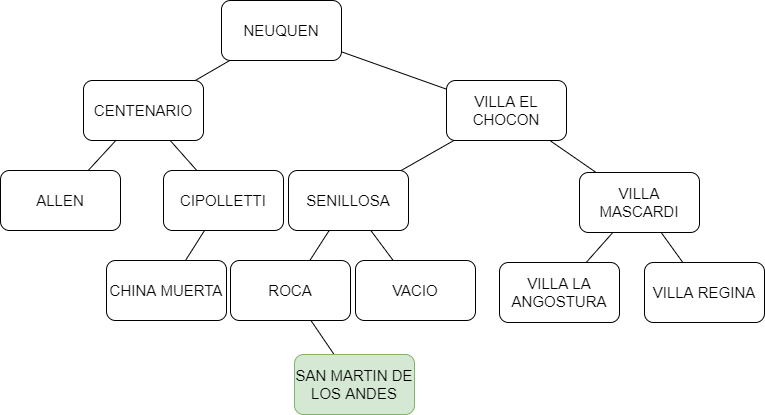 NEUQUEN
CENTENARIO
VILLA EL
CHOCON
ALLEN
CIPOLLETTI
SENILLOSA
VILLA
MASCARDI
CHINA MUERTA
ROCA
VACIO
VILLA LA
ANGOSTURA
VILLA REGINA
SAN MARTIN DE
LOS ANDES